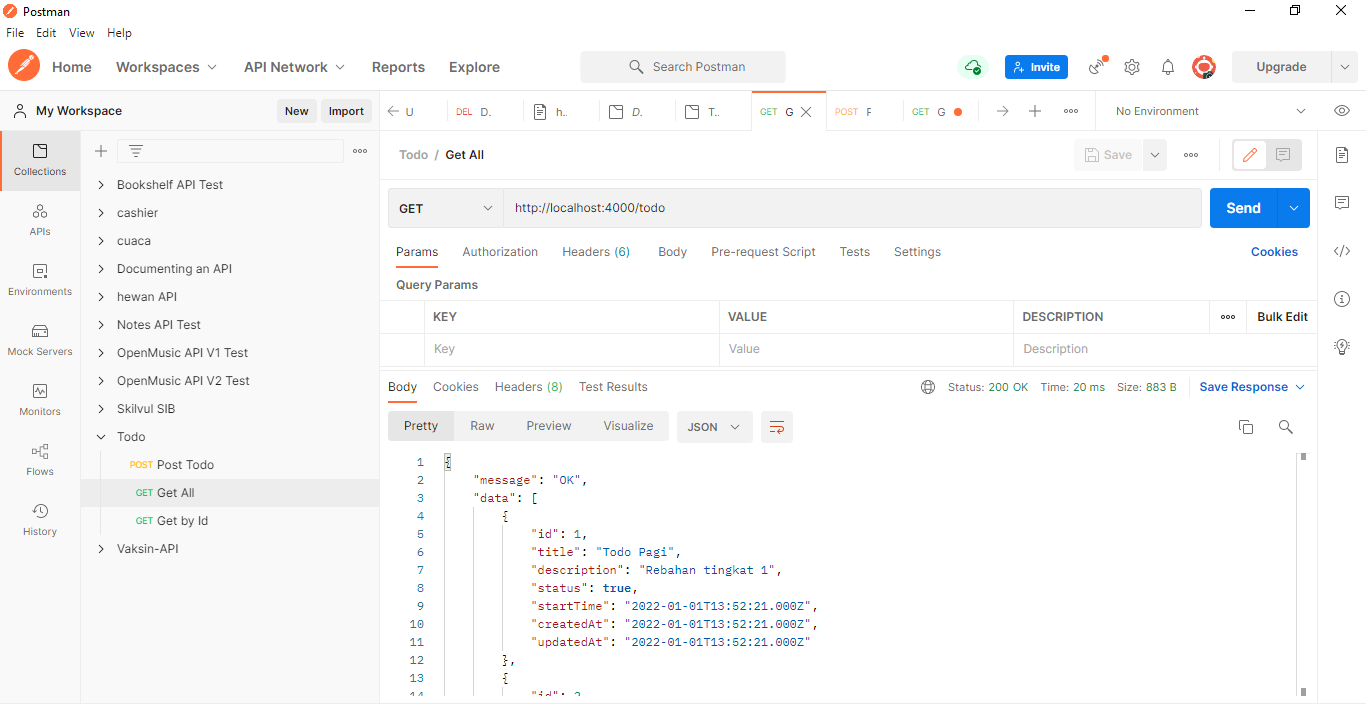 Postman
File Edit View Help
Home Workspaces API Network Reports Explore Search Postman Invite Upgrade
My Workspace New Import
U DEL D. h.. D. T.. GET G POST F GET G No Environment
Collections
APIs
Environments
Mock Servers
Monitors
Flows
History
Bookshelf API Test
cashier
cuaca
Documenting an API
hewan API
Notes API Test
OpenMusic API V1 Test
OpenMusic API V2 Test
Skilvul SIB
Todo
POST Post Todo
GET Get All
GET Get by Id
Vaksin-API
Todo / Get All Save
GET http://localhost:4000/todo Send
Params Authorization Headers (6) Body Pre-request Script Tests Settings Cookies
Query Params
KEY VALUE DESCRIPTION Bulk Edit
Key Value Description
Body Cookies Headers (8) Test Results Status: 200 OK Time: 20 ms Size: 883 B Save Response
Pretty Raw Preview Visualize JSON
1 {
2 "message": "OK",
3 "data": [
4 {
5 "id": 1,
6 "title": "Todo Pagi",
7 "description": "Rebahan tingkat 1",
8 "status": true,
9 "startTime": "2022-01-01T13:52:21.000Z",
10 "createdAt": "2022-01-01T13:52:21.000Z",
11 "updatedAt": "2022-01-01T13:52:21.000Z"
12 },
13 {
14 "id": 2